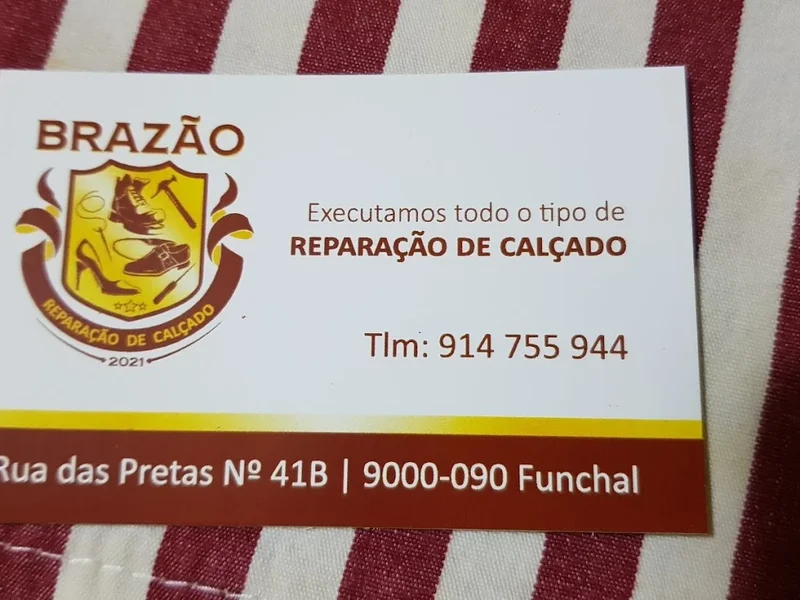 BRAZÃO
REPARAÇÃO DE CALÇADO
2021
Executamos todo o tipo de
REPARAÇÃO DE CALÇADO
Tlm: 914 755 944
Rua das Pretas Nº 41B | 9000-090 Funchal